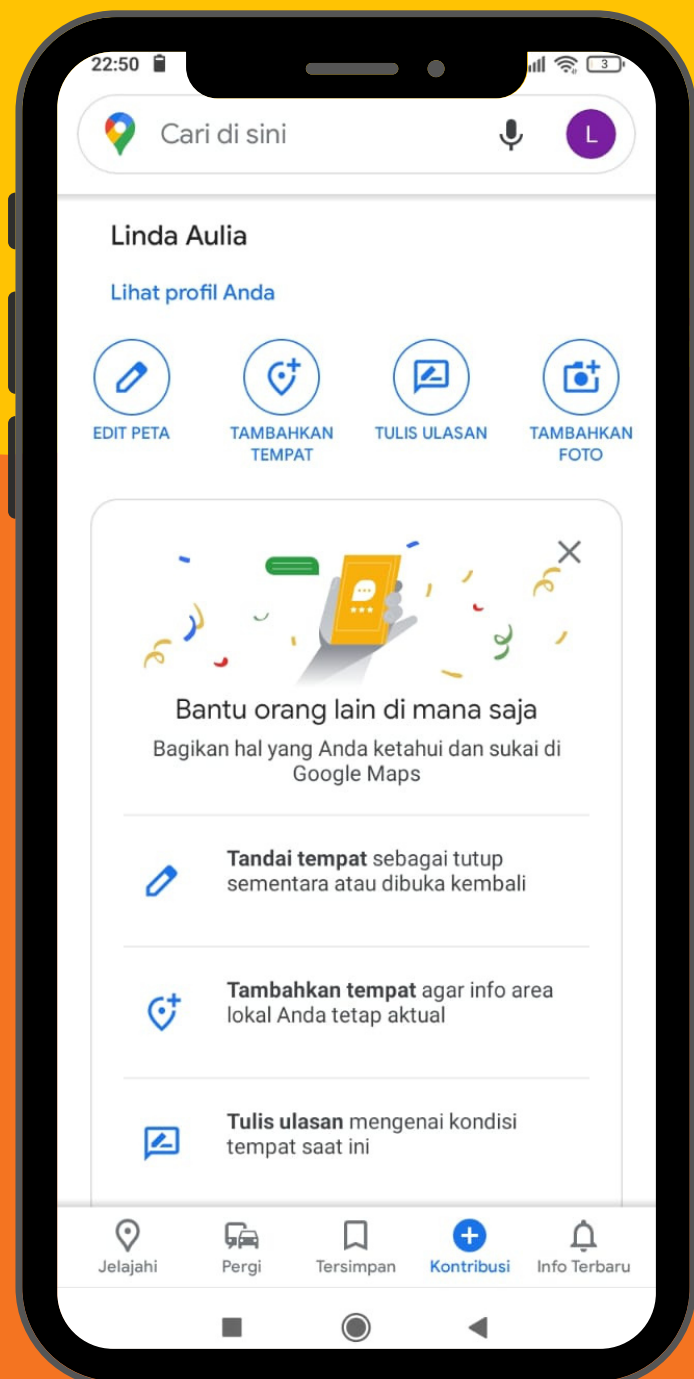 22:50
3
Cari di sini
L
Linda Aulia
Lihat profil Anda
EDIT PETA
TAMBAHKAN
TEMPAT
TULIS ULASAN
TAMBAHKAN
FOTO
Bantu orang lain di mana saja
Bagikan hal yang Anda ketahui dan sukai di
Google Maps
Tandai tempat sebagai tutup
sementara atau dibuka kembali
Tambahkan tempat agar info area
lokal Anda tetap aktual
Tulis ulasan mengenai kondisi
tempat saat ini
Jelajahi
Pergi
Tersimpan
Kontribusi
Info Terbaru